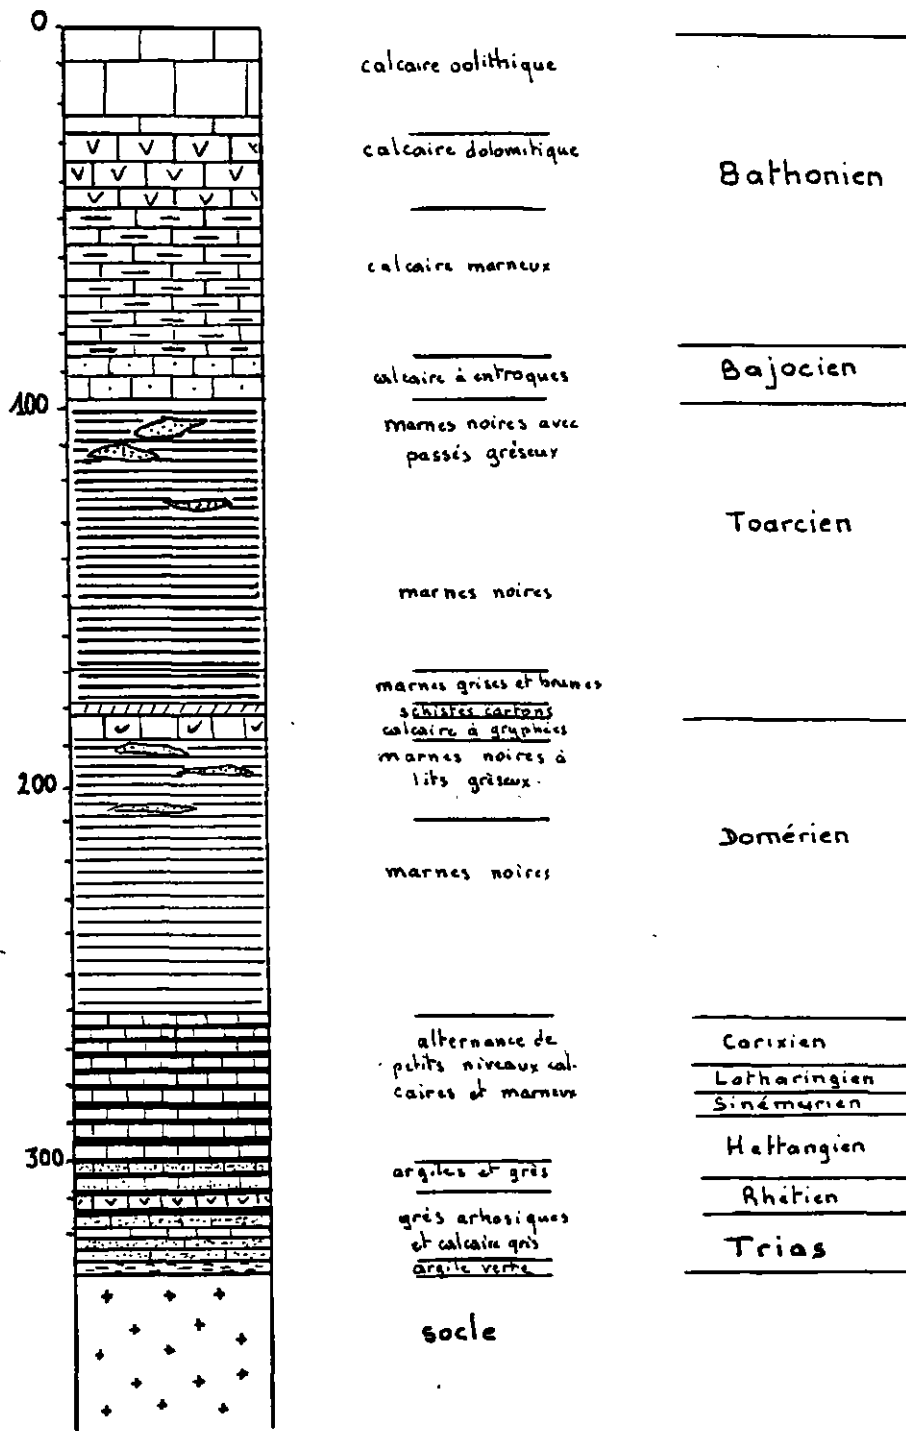 0
calcaire oolithique
calcaire dolomitique
Bathonien
calcaire marneux
calcaire à entroques
Bajocien
100
marnes noires avec
passés gréseux
Toarcien
marnes noires
marnes grises et brunes
schistes cartons
calcaire à gryphées
marnes noires à
lits grèseux.
200
Domérien
marnes noires
alternance de
petits niveaux cal-
caires et marneux
Carixien
Lotharingien
Sinémurien
Hettangien
300
argiles et grès
Rhétien
grès arkosiques
et calcaire gris
Trias
argile verte
socle